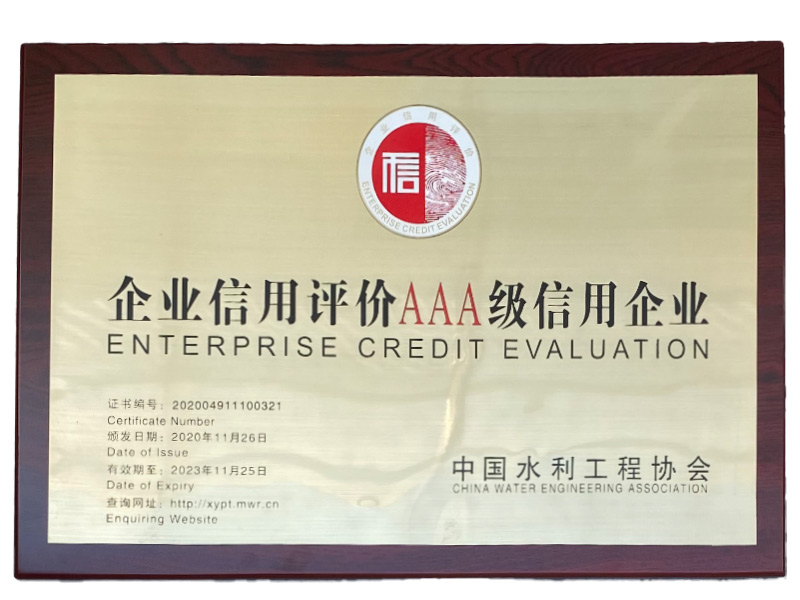 企业信用评价
信
ENTERPRISE CREDIT EVALUATION
企业信用评价AAA级信用企业
ENTERPRISE CREDIT EVALUATION
证书编号：202004911100321
Certificate Number
颁发日期：2020年11月26日
Date of Issue
有效期至：2023年11月25日
Date of Expiry
查询网址：http://xypt.mwr.cn
Enquiring Website
中国水利工程协会
CHINA WATER ENGINEERING ASSOCIATION